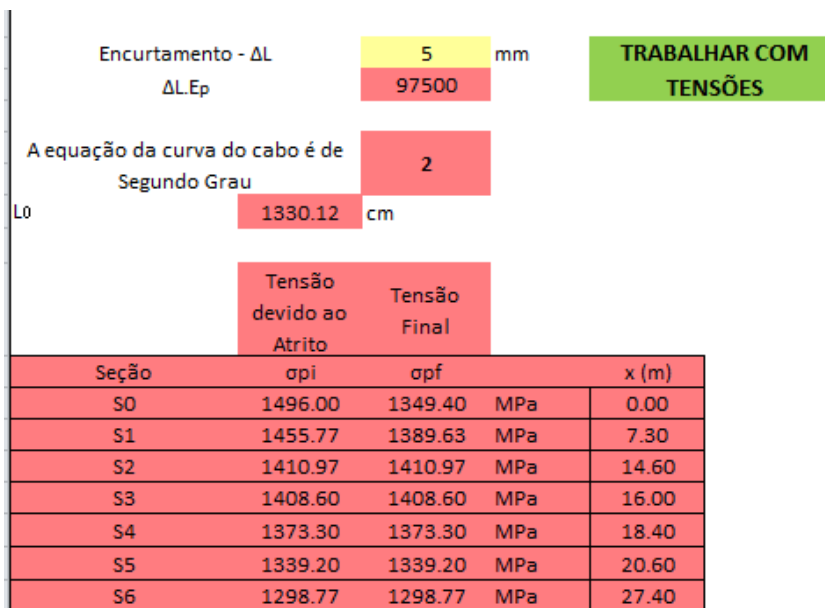 Encurtamento - ΔL 5 mm TRABALHAR COM
ΔL.Ep 97500 TENSÕES
A equação da curva do cabo é de
Segundo Grau 2
L0 1330.12 cm
Tensão
devido ao
Atrito
Tensão
Final
Seção σpi σpf x (m)
S0 1496.00 1349.40 MPa 0.00
S1 1455.77 1389.63 MPa 7.30
S2 1410.97 1410.97 MPa 14.60
S3 1408.60 1408.60 MPa 16.00
S4 1373.30 1373.30 MPa 18.40
S5 1339.20 1339.20 MPa 20.60
S6 1298.77 1298.77 MPa 27.40